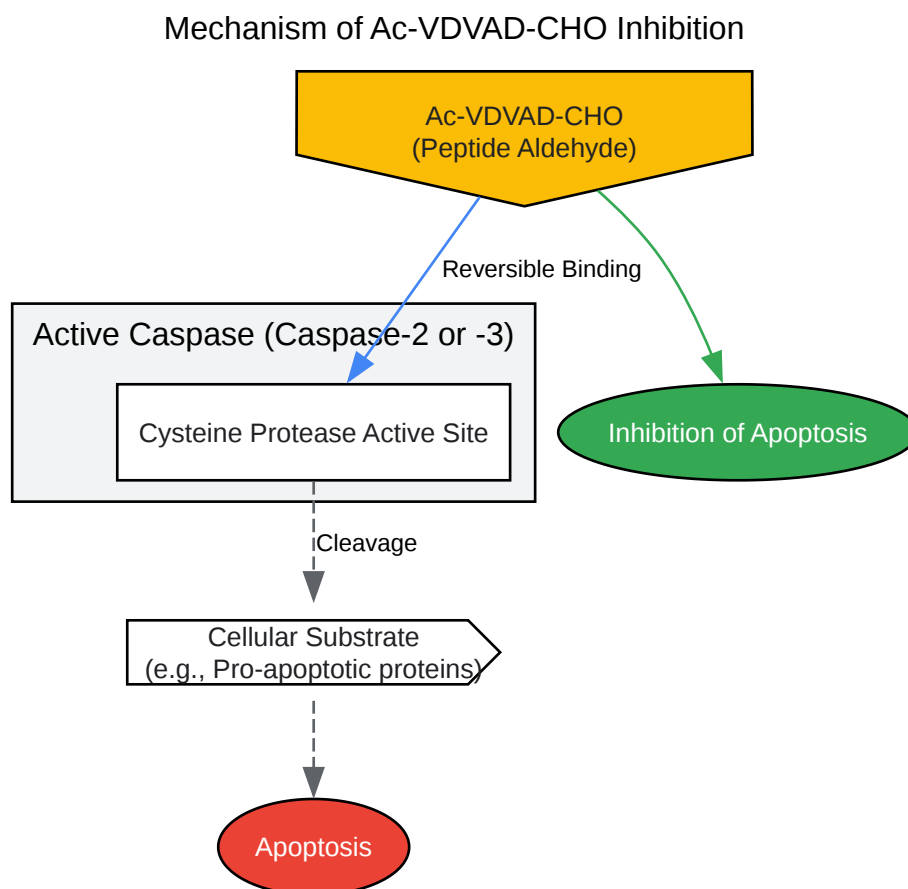 Mechanism of Ac-VDVAD-CHO Inhibition
Ac-VDVAD-CHO
(Peptide Aldehyde)
Reversible Binding
Active Caspase (Caspase-2 or -3)
Cysteine Protease Active Site
Inhibition of Apoptosis
Cleavage
Cellular Substrate
(e.g., Pro-apoptotic proteins)
Apoptosis